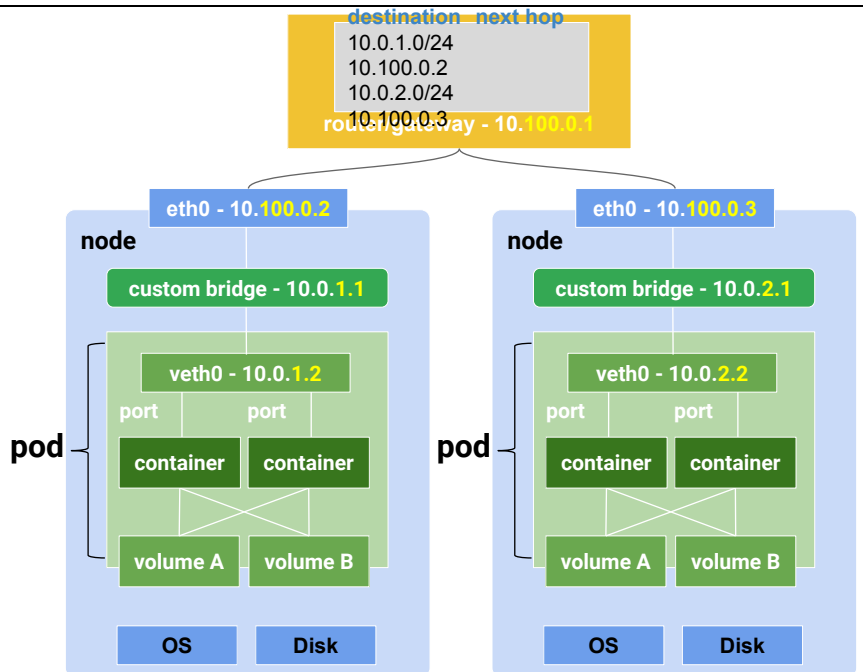 destination next hop
10.0.1.0/24
10.100.0.2
10.0.2.0/24
10.100.0.3
router/gateway - 10.100.0.1
eth0 - 10.100.0.2
eth0 - 10.100.0.3
node
node
custom bridge - 10.0.1.1
custom bridge - 10.0.2.1
veth0 - 10.0.1.2
veth0 - 10.0.2.2
port port
port port
pod
pod
container container
container container
volume A volume B
volume A volume B
OS Disk
OS Disk